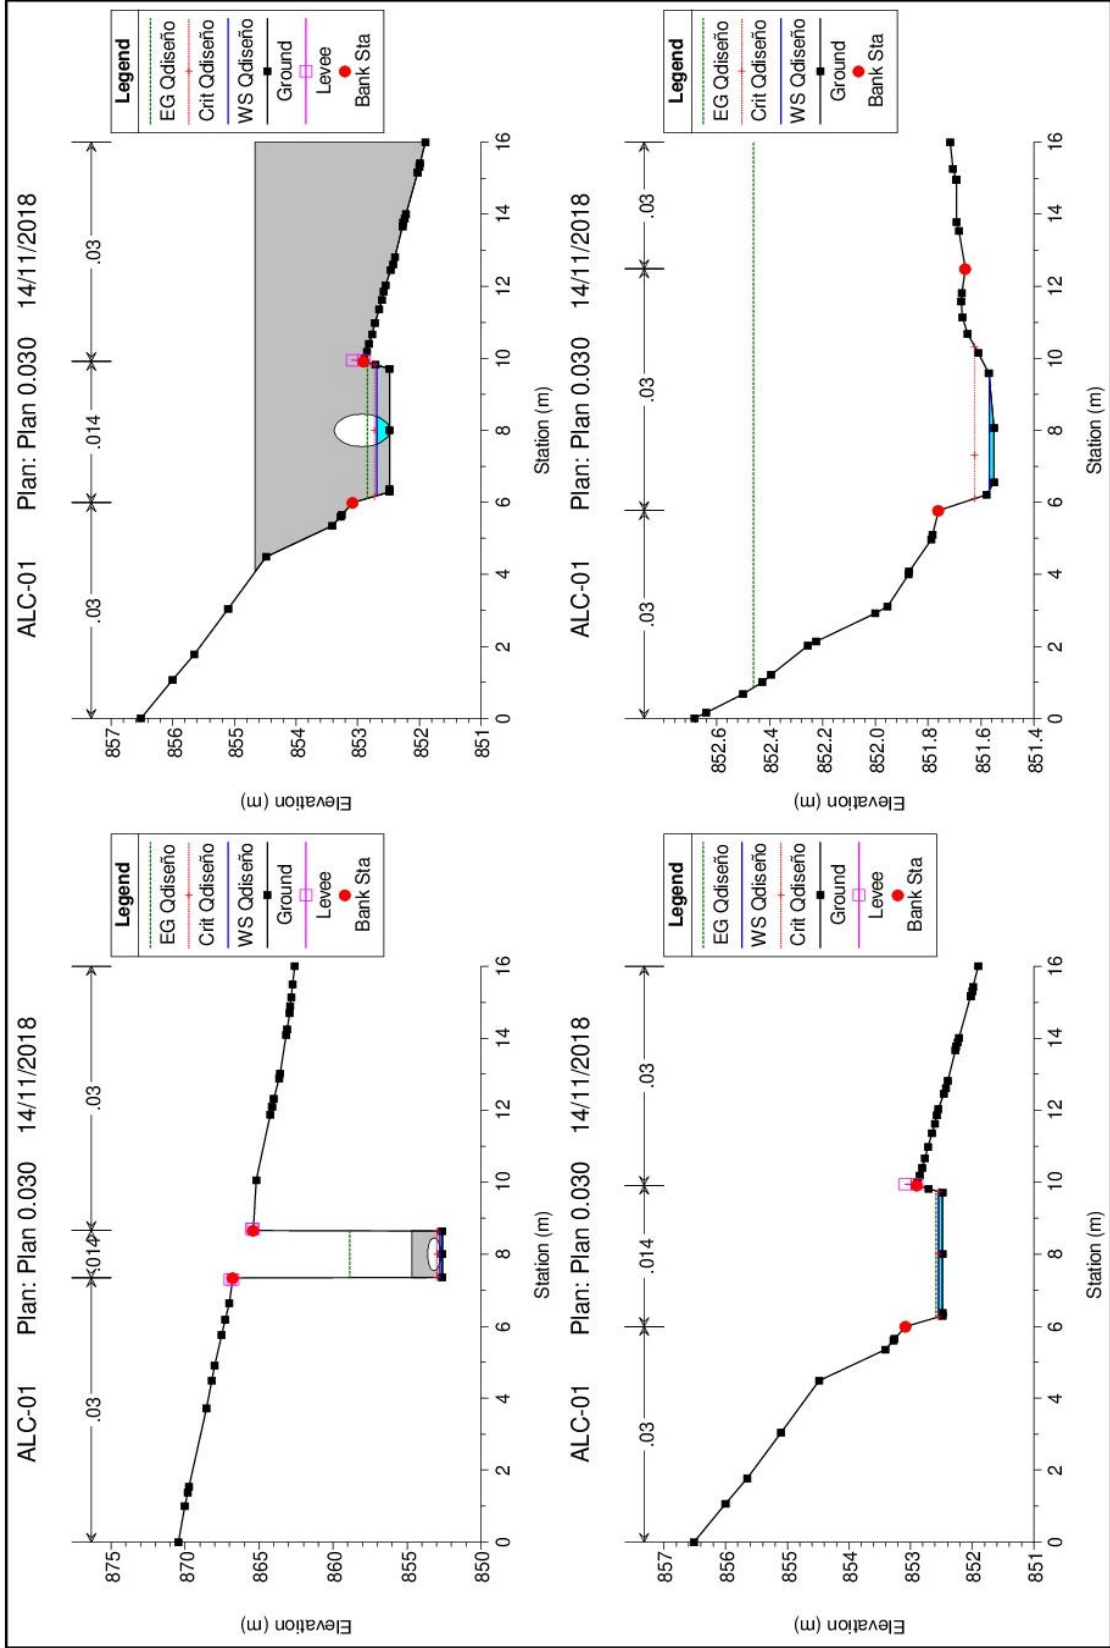 ALC-01 Plan: Plan 0.030 14/11/2018
.03
.014
.03
875
870
865
860
855
850
Elevation (m)
0
2
4
6
8
10
12
14
16
Station (m)
Legend
EG Qdiseño
Crit Qdiseño
WS Qdiseño
Ground
Levee
Bank Sta
ALC-01 Plan: Plan 0.030 14/11/2018
.03
.014
.03
857
856
855
854
853
852
851
Elevation (m)
0
2
4
6
8
10
12
14
16
Station (m)
Legend
EG Qdiseño
Crit Qdiseño
WS Qdiseño
Ground
Levee
Bank Sta
ALC-01 Plan: Plan 0.030 14/11/2018
.03
.014
.03
857
856
855
854
853
852
851
Elevation (m)
0
2
4
6
8
10
12
14
16
Station (m)
Legend
EG Qdiseño
WS Qdiseño
Crit Qdiseño
Ground
Levee
Bank Sta
ALC-01 Plan: Plan 0.030 14/11/2018
.03
.03
.03
852.6
852.4
852.2
852.0
851.8
851.6
851.4
Elevation (m)
0
2
4
6
8
10
12
14
16
Station (m)
Legend
EG Qdiseño
Crit Qdiseño
WS Qdiseño
Ground
Bank Sta